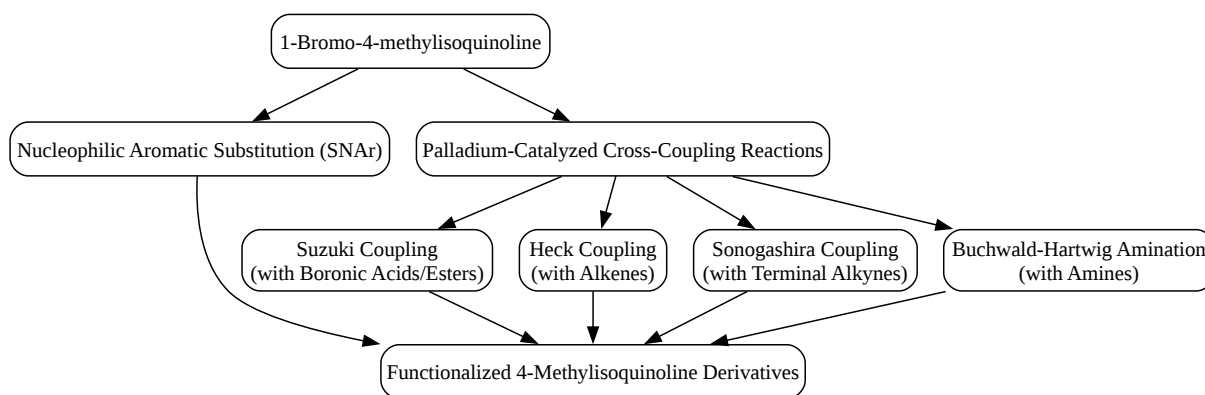 1-Bromo-4-methylisoquinoline
Nucleophilic Aromatic Substitution (SNAr)
Palladium-Catalyzed Cross-Coupling Reactions
Suzuki Coupling
(with Boronic Acids/Esters)
Heck Coupling
(with Alkenes)
Sonogashira Coupling
(with Terminal Alkynes)
Buchwald-Hartwig Amination
(with Amines)
Functionalized 4-Methylisoquinoline Derivatives